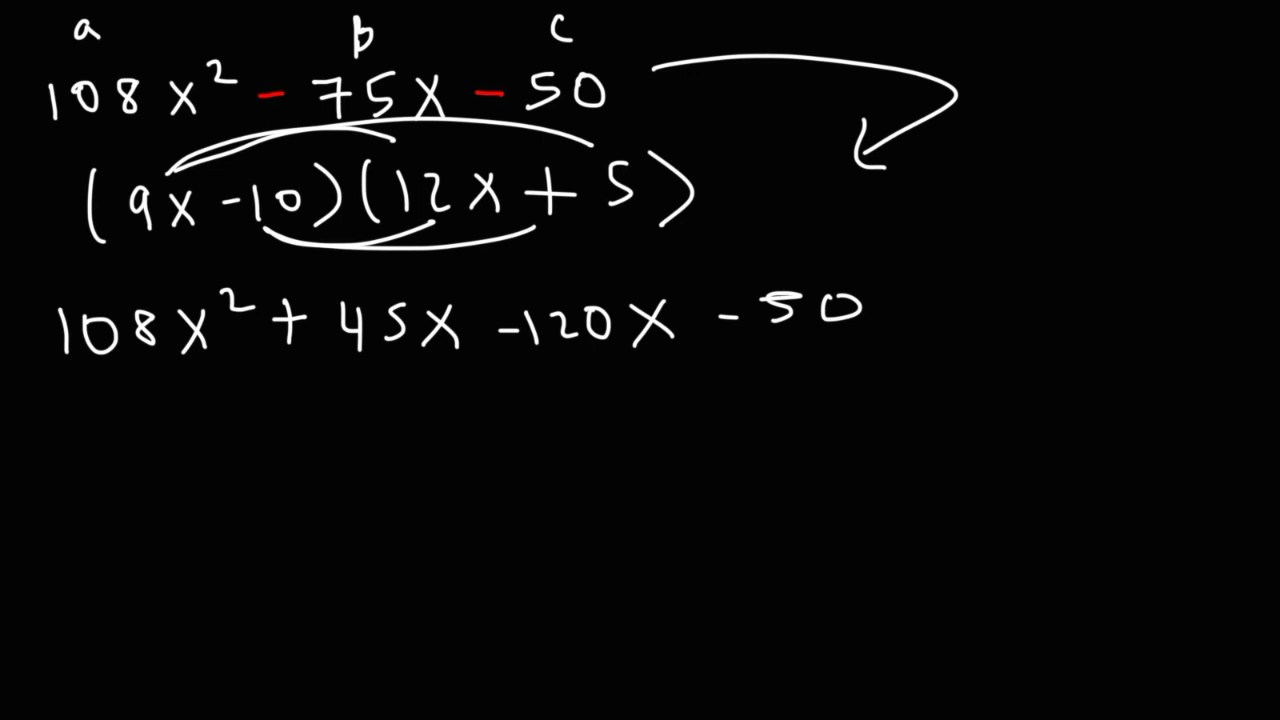 a b c
108x² - 75x - 50
(9x - 10)(12x + 5)
108x² + 45x - 120x - 50